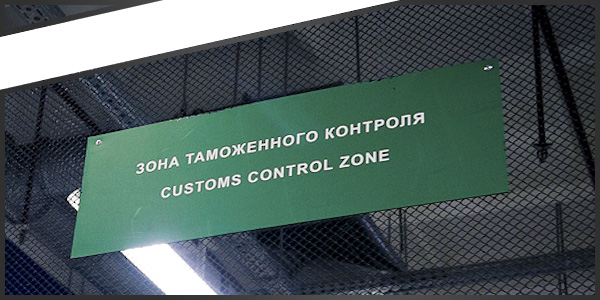 ЗОНА ТАМОЖЕННОГО КОНТРОЛЯ
CUSTOMS CONTROL ZONE